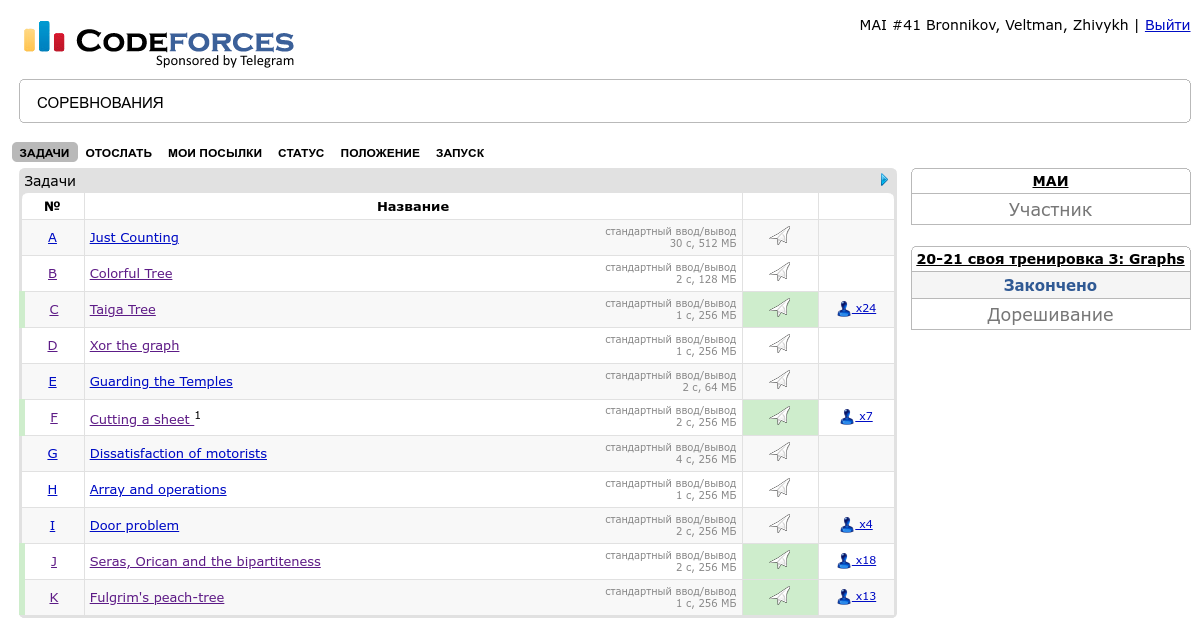 MAI #41 Bronnikov, Veltman, Zhivykh | Выйти
CODEFORCES
Sponsored by Telegram
СОРЕВНОВАНИЯ
ЗАДАЧИ ОТОСЛАТЬ МОИ ПОСЫЛКИ СТАТУС ПОЛОЖЕНИЕ ЗАПУСК
Задачи
№ Название
A Just Counting стандартный ввод/вывод
30 с, 512 МБ
B Colorful Tree стандартный ввод/вывод
2 с, 128 МБ
C Taiga Tree стандартный ввод/вывод
1 с, 256 МБ
x24
D Xor the graph стандартный ввод/вывод
1 с, 256 МБ
E Guarding the Temples стандартный ввод/вывод
2 с, 64 МБ
F Cutting a sheet 1 стандартный ввод/вывод
2 с, 256 МБ
x7
G Dissatisfaction of motorists стандартный ввод/вывод
4 с, 256 МБ
H Array and operations стандартный ввод/вывод
1 с, 256 МБ
I Door problem стандартный ввод/вывод
2 с, 256 МБ
x4
J Seras, Orican and the bipartiteness стандартный ввод/вывод
2 с, 256 МБ
x18
K Fulgrim's peach-tree стандартный ввод/вывод
1 с, 256 МБ
x13
МАИ
Участник
20-21 своя тренировка 3: Graphs
Закончено
Дорешивание